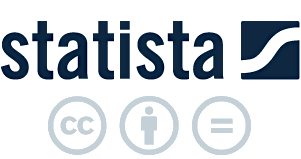 statista
cc
=